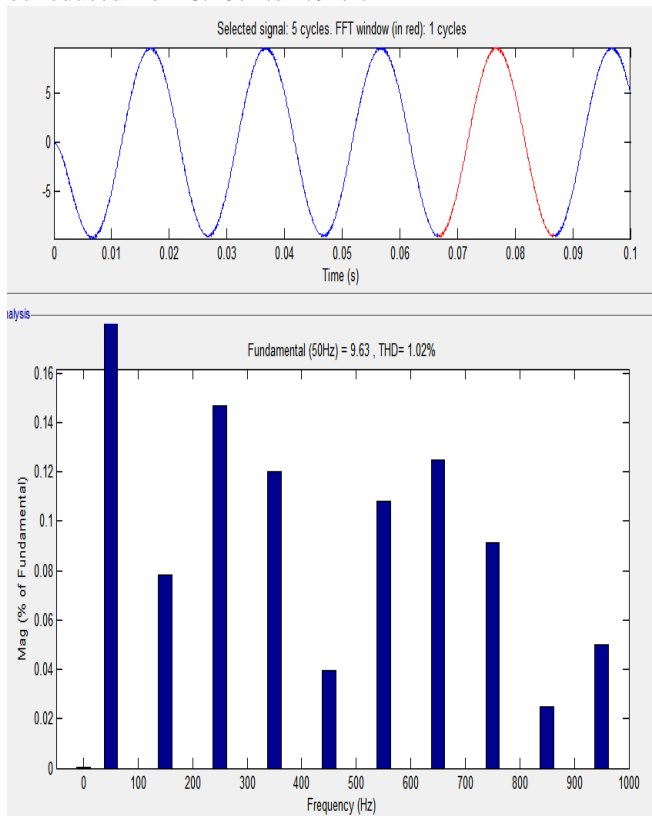 Selected signal: 5 cycles. FFT window (in red): 1 cycles
5
0
-5
0 0.01 0.02 0.03 0.04 0.05 0.06 0.07 0.08 0.09 0.1
Time (s)
alysis
Fundamental (50Hz) = 9.63 , THD= 1.02%
0.16
0.14
0.12
0.1
0.08
0.06
0.04
0.02
0
Mag (% of Fundamental)
0 100 200 300 400 500 600 700 800 900 1000
Frequency (Hz)